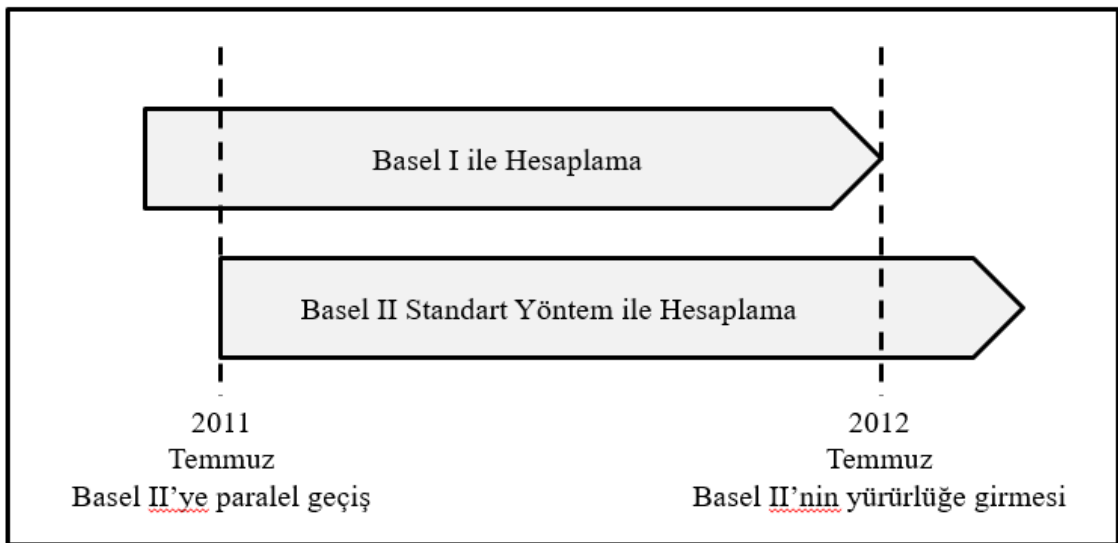 Basel I ile Hesaplama
Basel II Standart Yöntem ile Hesaplama
2011
Temmuz
Basel II’ye paralel geçiş
2012
Temmuz
Basel II’nin yürürlüğe girmesi